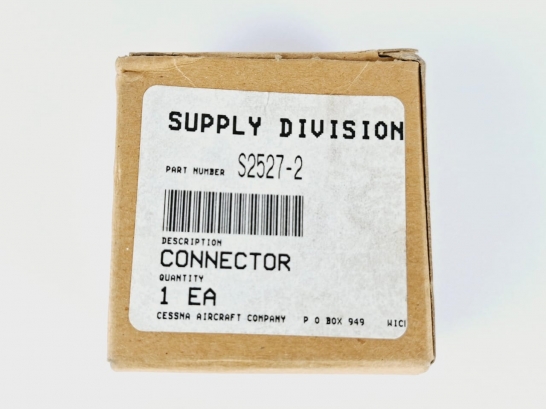 SUPPLY DIVISION
PART NUMBER S2527-2
DESCRIPTION
CONNECTOR
QUANTITY
1 EA
CESSNA AIRCRAFT COMPANY P O BOX 949